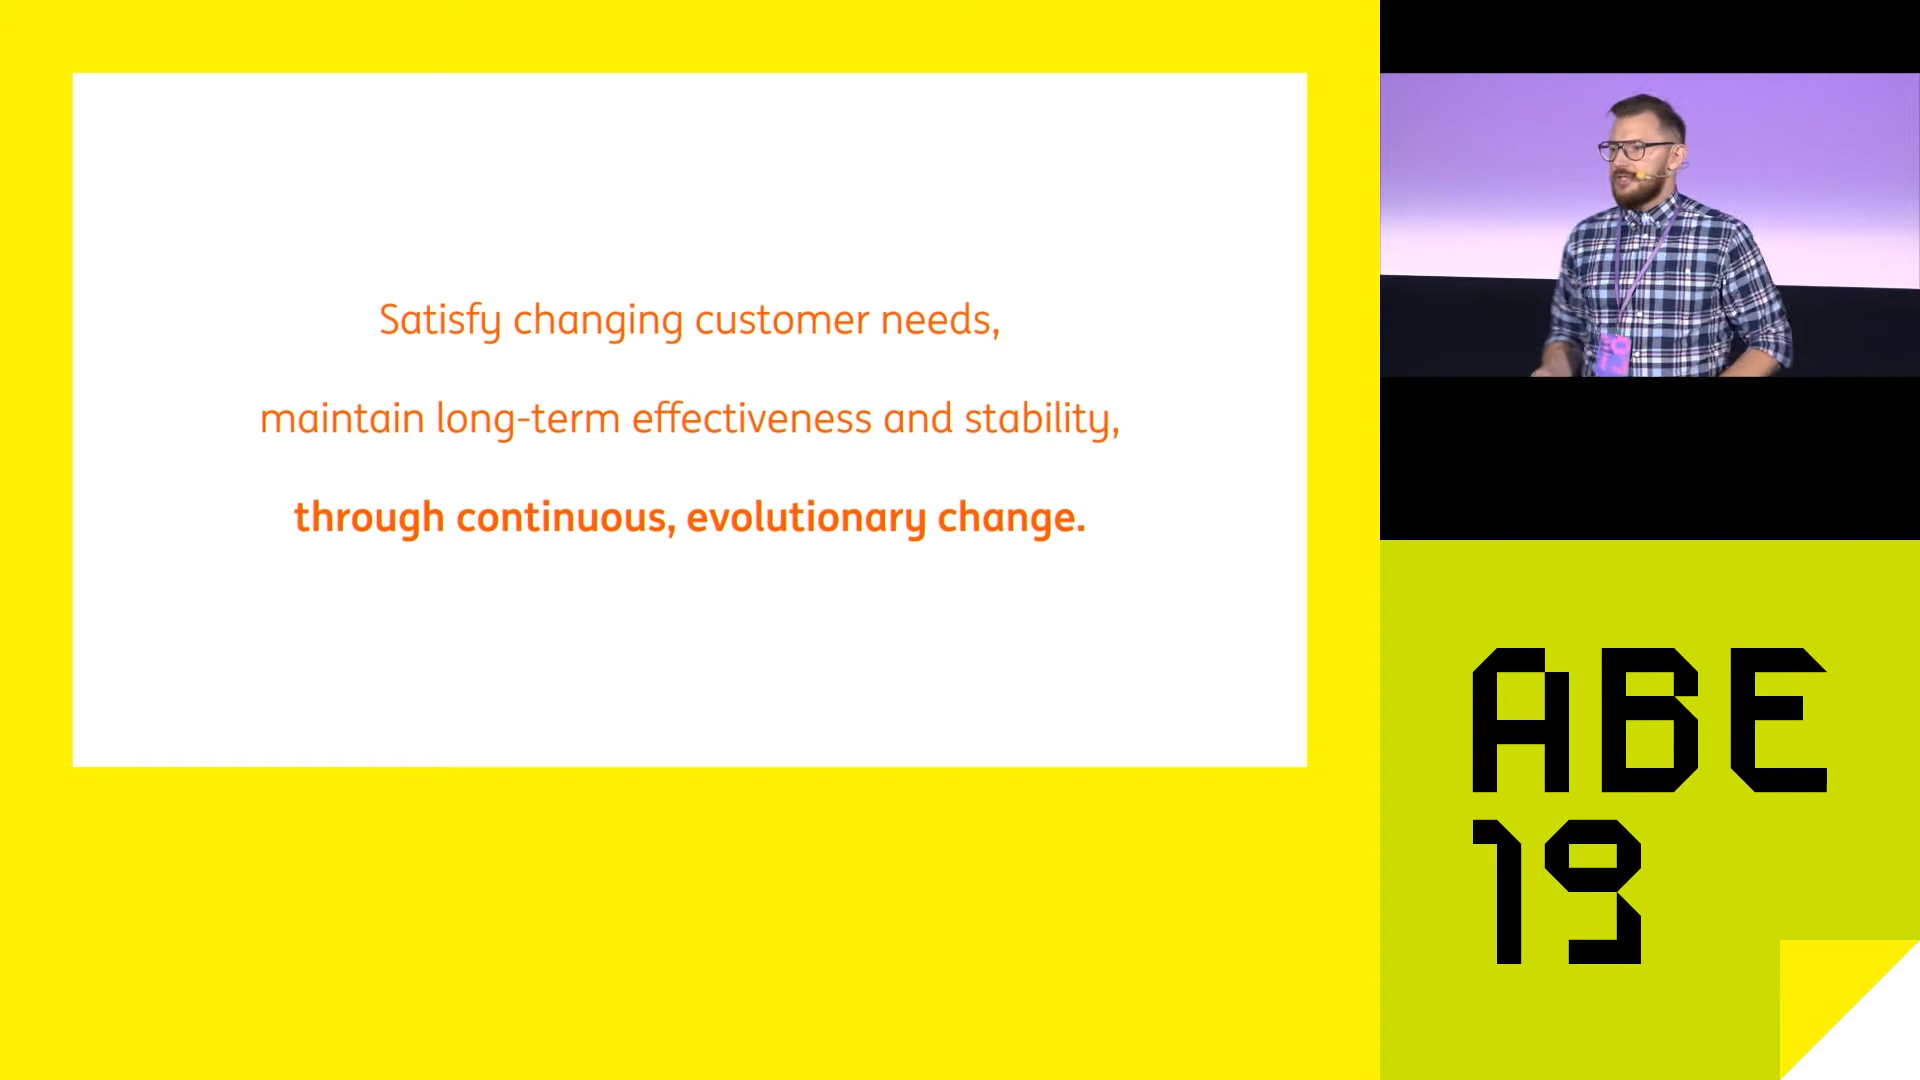 Satisfy changing customer needs,
maintain long-term effectiveness and stability,
through continuous, evolutionary change.
ABE
19